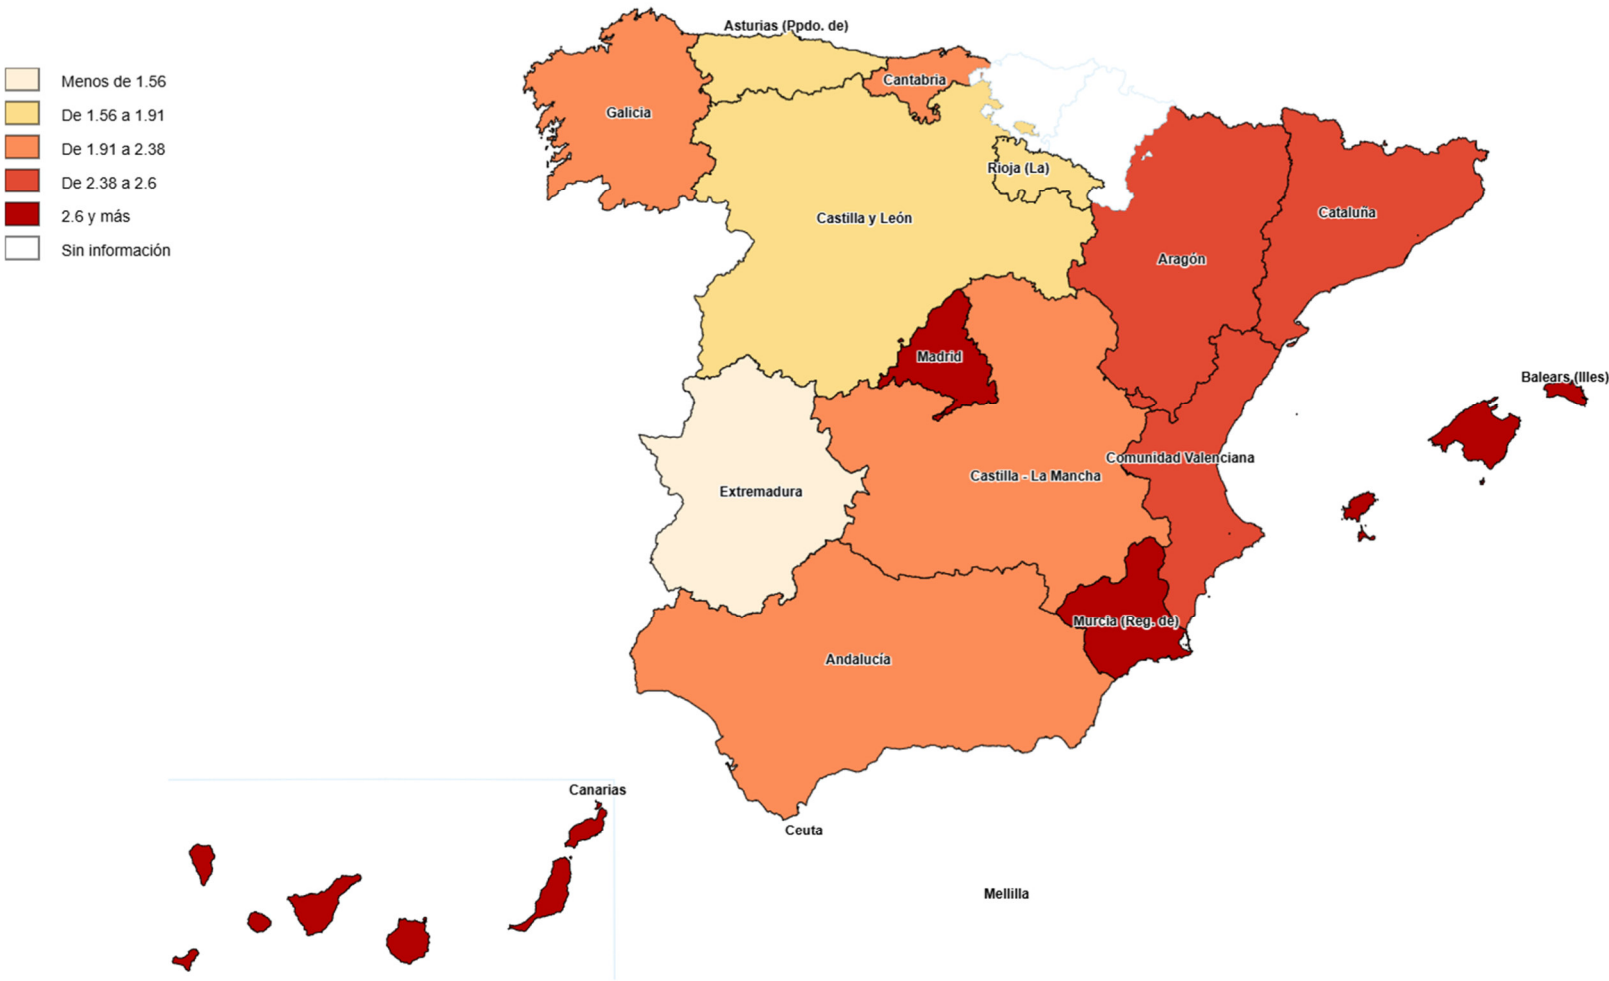 Asturias (Ppdo. de)
Menos de 1.56
Cantabria
De 1.56 a 1.91
Galicia
De 1.91 a 2.38
Rioja (La)
De 2.38 a 2.6
2.6 y más
Castilla y León
Cataluña
Sin información
Aragón
Madrid
Balears (Illes)
Comunidad Valenciana
Castilla - La Mancha
Extremadura
Murcia (Reg. de)
Andalucía
Canarias
Ceuta
Mellilla